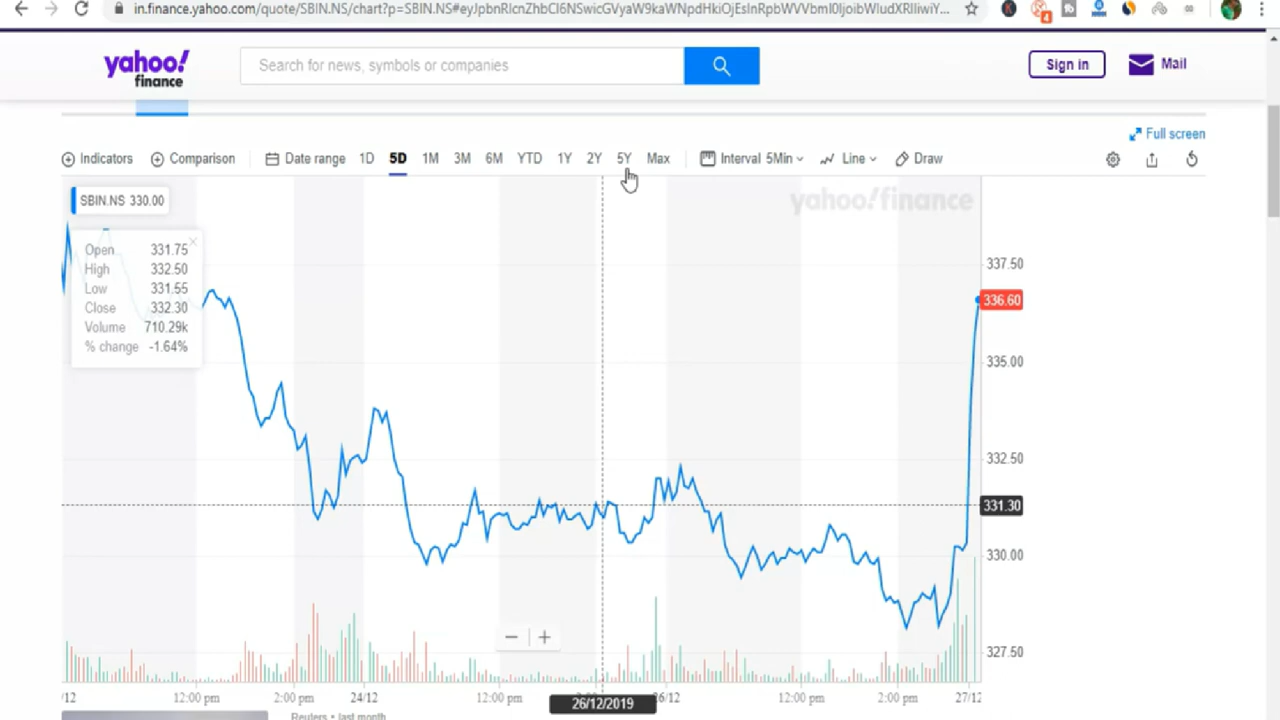 in.finance.yahoo.com/quote/SBIN.NS/chart?p=SBIN.NS#
4
yahoo!
finance
Search for news, symbols or companies
Sign in
Mail
Full screen
Indicators Comparison Date range 1D 5D 1M 3M 6M YTD 1Y 2Y 5Y Max Interval 5Min Line Draw
SBIN.NS 330.00
yahoo!finance
Open 331.75
High 332.50
Low 331.55
Close 332.30
Volume 710.29k
% change -1.64%
337.50
336.60
335.00
332.50
331.30
330.00
327.50
/12 12:00 pm 2:00 pm 24/12 12:00 pm 26/12 12:00 pm 2:00 pm 27/12
26/12/2019
Reuters • last month